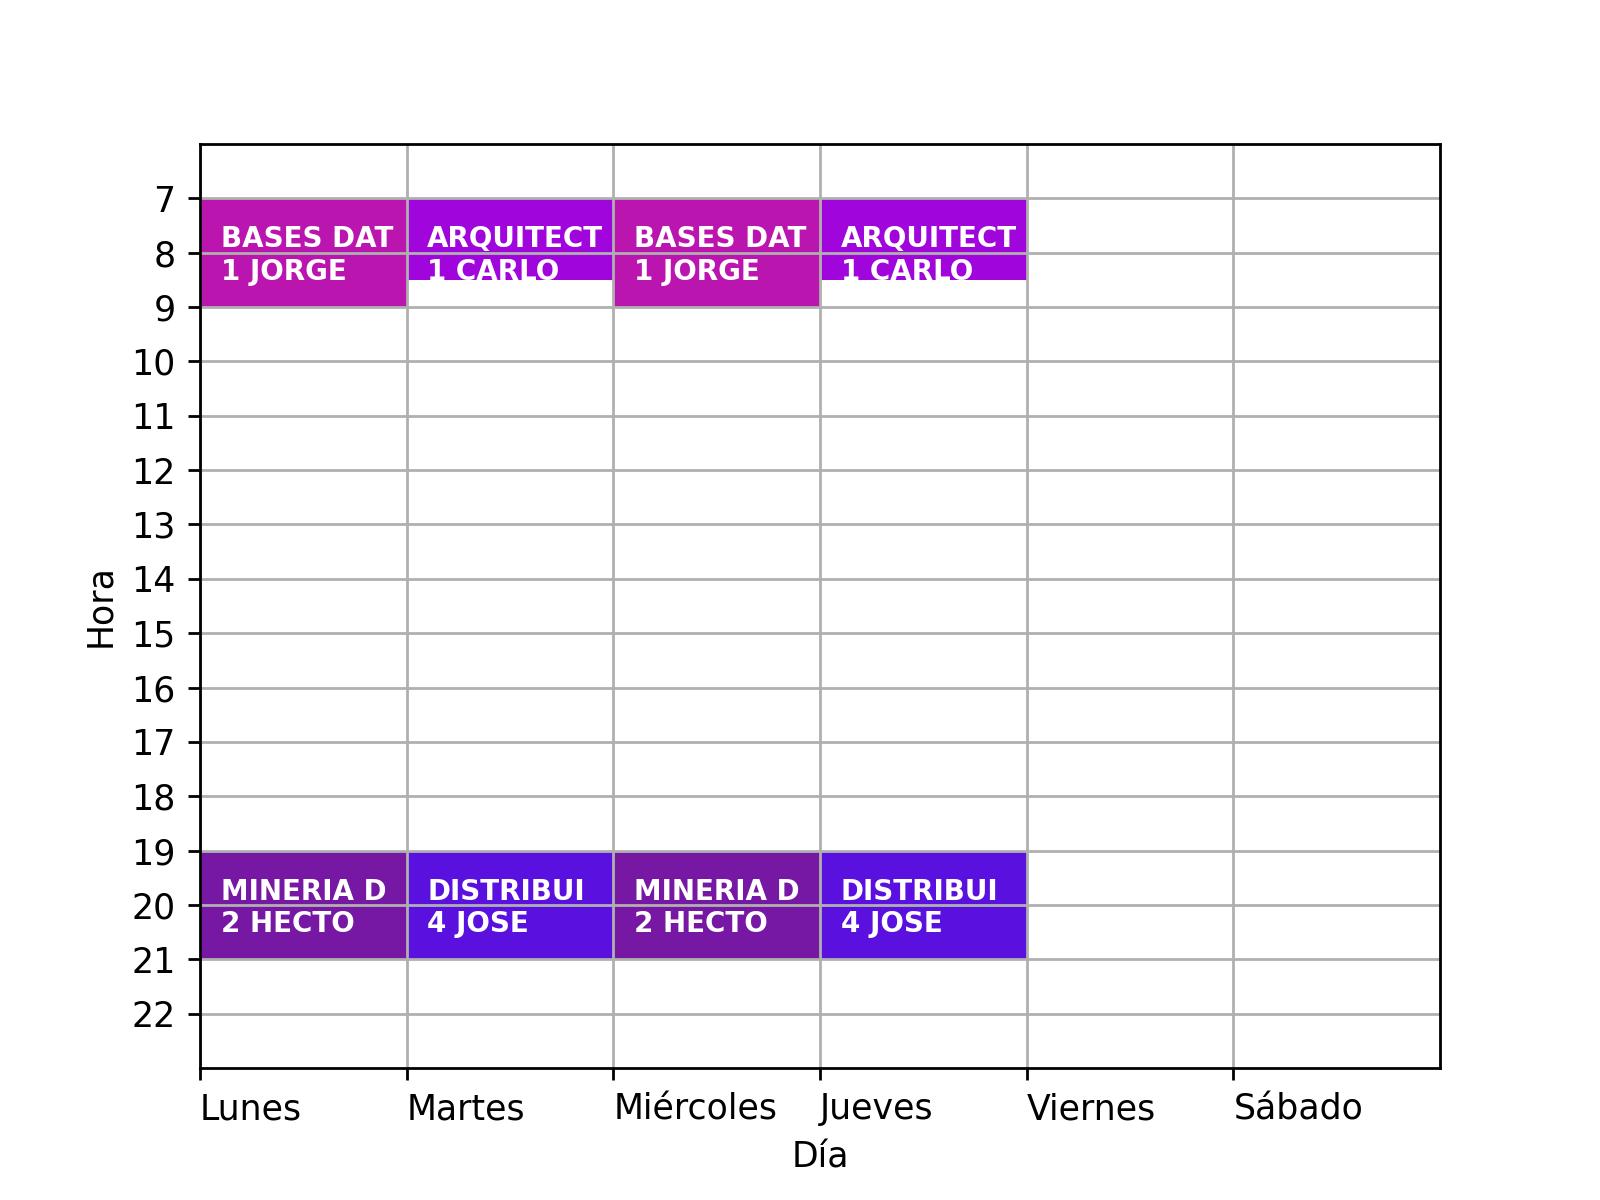 7
8
9
10
11
12
13
14
15
16
17
18
19
20
21
22
Hora
BASES DAT
1 JORGE
ARQUITECT
1 CARLO
BASES DAT
1 JORGE
ARQUITECT
1 CARLO
MINERIA D
2 HECTO
DISTRIBUI
4 JOSE
MINERIA D
2 HECTO
DISTRIBUI
4 JOSE
Lunes
Martes
Miércoles
Jueves
Viernes
Sábado
Día